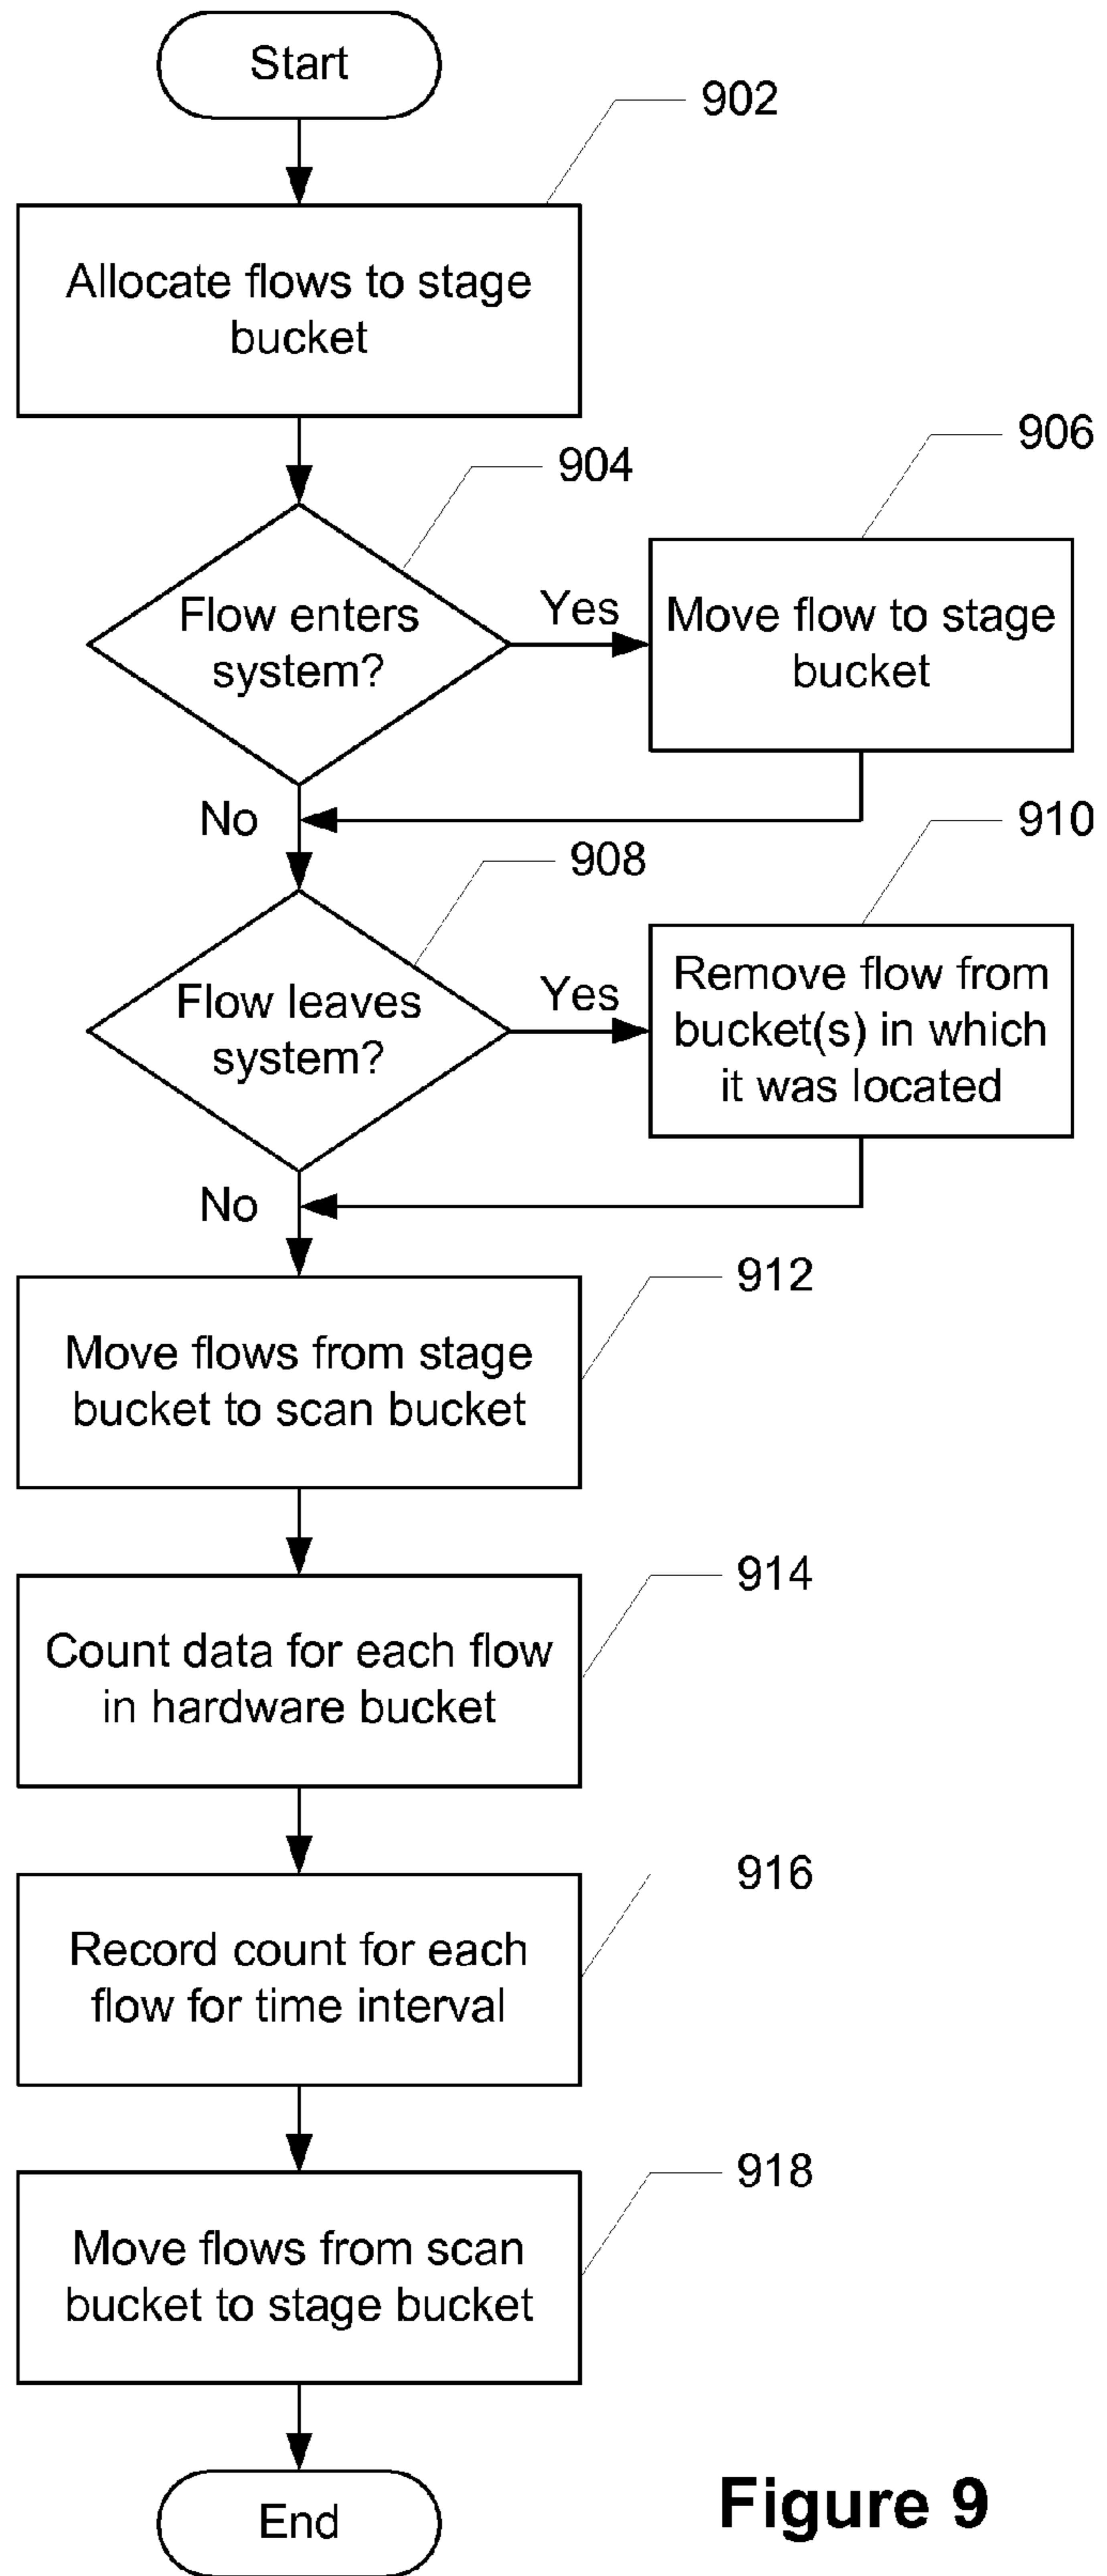 Start
902
Allocate flows to stage
bucket
904
906
Flow enters
system?
Yes
Move flow to stage
bucket
No
908
910
Flow leaves
system?
Yes
Remove flow from
bucket(s) in which
it was located
No
912
Move flows from stage
bucket to scan bucket
914
Count data for each flow
in hardware bucket
916
Record count for each
flow for time interval
918
Move flows from scan
bucket to stage bucket
End
Figure 9